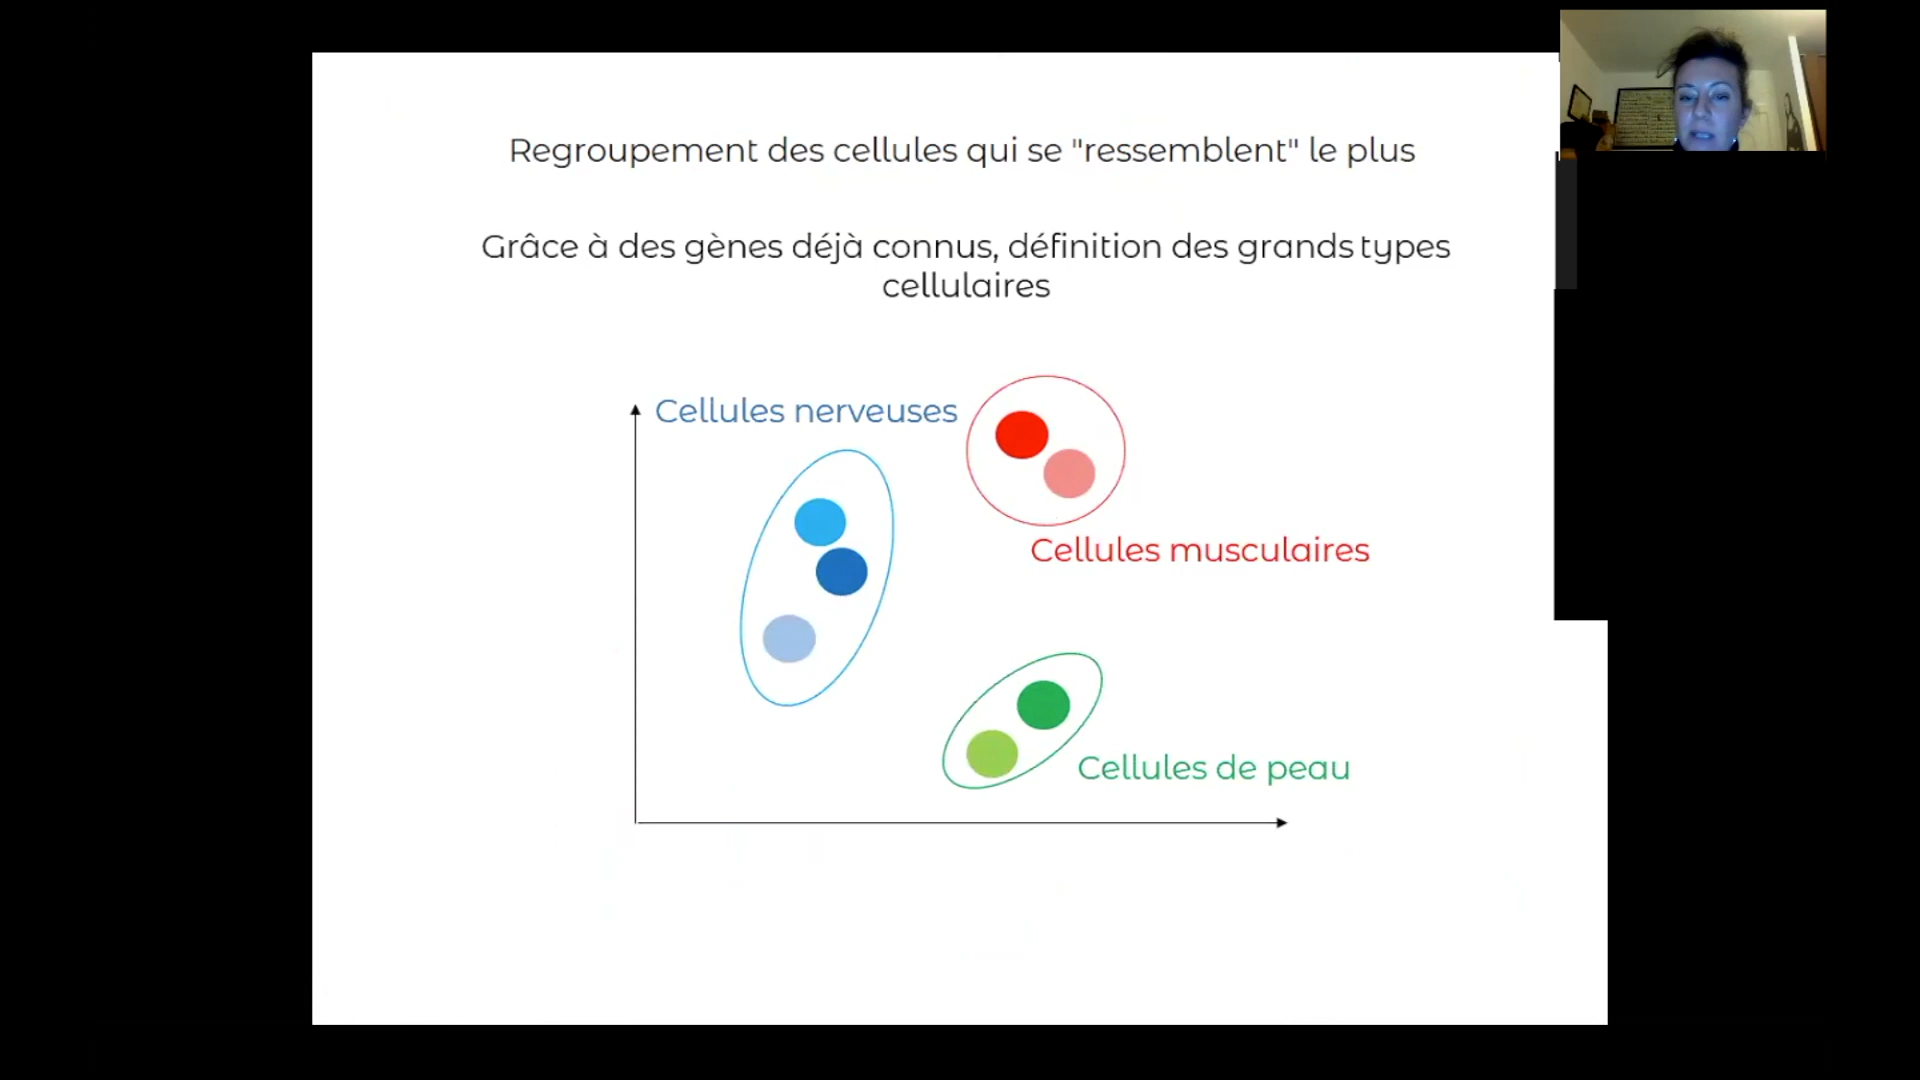 Regroupement des cellules qui se "ressemblent" le plus
Grâce à des gènes déjà connus, définition des grands types
cellulaires
Cellules nerveuses
Cellules musculaires
Cellules de peau